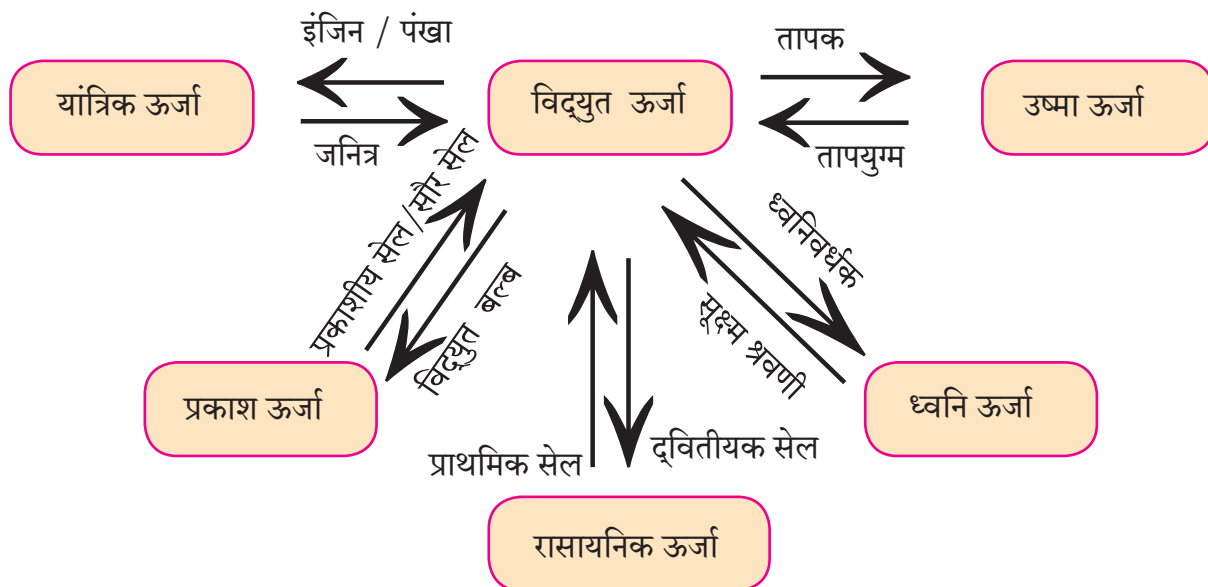 इंजिन / पंखा
तापक
यांत्रिक ऊर्जा
विद्‌युत ऊर्जा
उष्मा ऊर्जा
जनित्र
तापयुग्म
प्रकाशीय सेल/सौर सेल
विद्‌युत बल्ब
ध्वनिवर्धक
सूक्ष्म श्रवणी
प्रकाश ऊर्जा
ध्वनि ऊर्जा
प्राथमिक सेल
द्‌वितीयक सेल
रासायनिक ऊर्जा